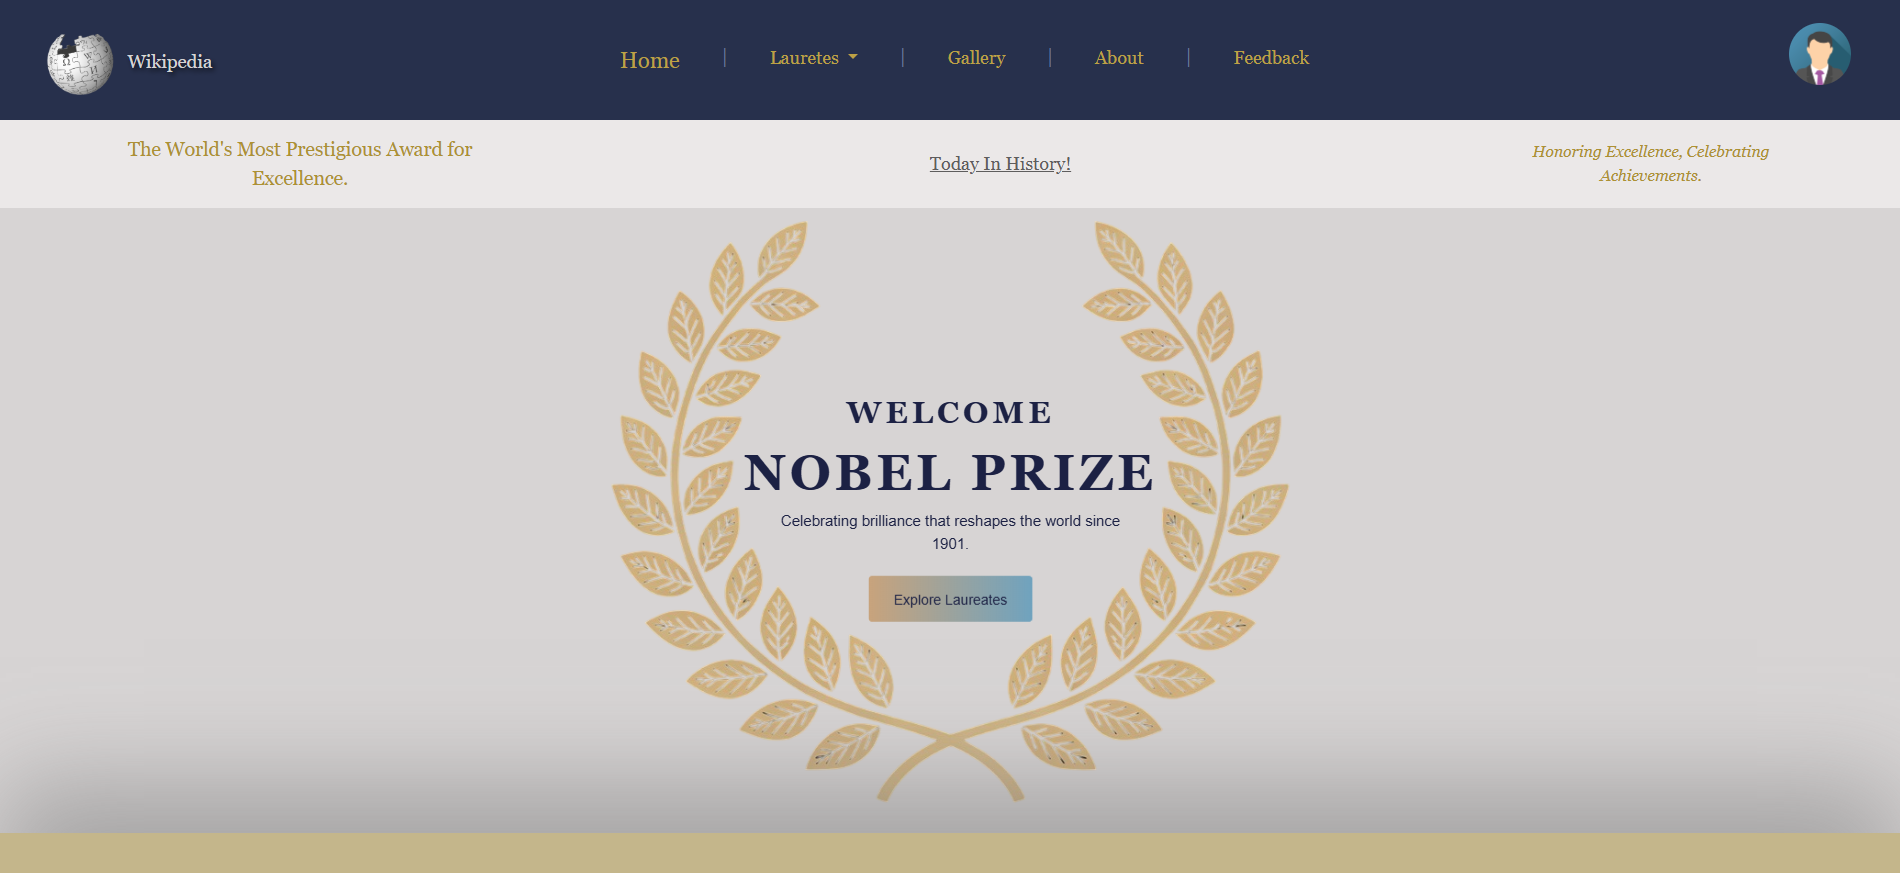 Wikipedia
Home
Lauretes
Gallery
About
Feedback
The World's Most Prestigious Award for
Excellence.
Today In History!
Honoring Excellence, Celebrating
Achievements.
WELCOME
NOBEL PRIZE
Celebrating brilliance that reshapes the world since
1901.
Explore Laureates